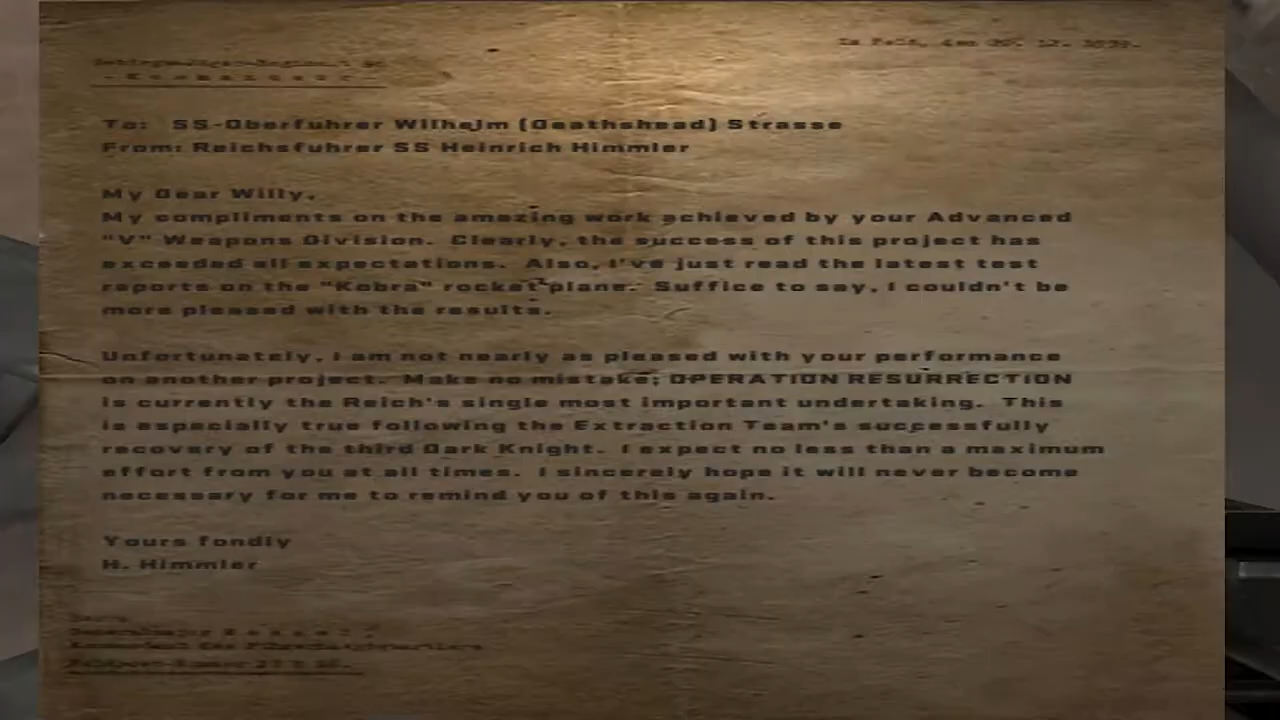 To: SS-Oberfuhrer Wilhelm (Deathshead) Strasse
From: Reichsfuhrer SS Heinrich Himmler
My Dear Willy,
My compliments on the amazing work achieved by your Advanced
"V" Weapons Division. Clearly, the success of this project has
exceeded all expectations. Also, I've just read the latest test
reports on the "Kobra" rocket plane. Suffice to say, I couldn't be
more pleased with the results.
Unfortunately, I am not nearly as pleased with your performance
on another project. Make no mistake; OPERATION RESURRECTION
is currently the Reich's single most important undertaking. This
is especially true following the Extraction Team's successfully
recovery of the third Dark Knight. I expect no less than a maximum
effort from you at all times. I sincerely hope it will never become
necessary for me to remind you of this again.
Yours fondly
H. Himmler